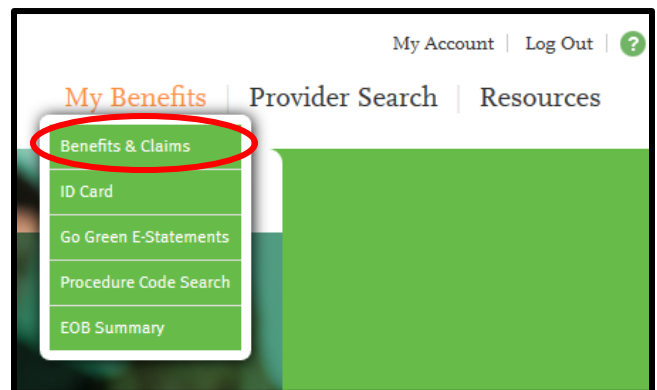 My Account | Log Out | ?
My Benefits | Provider Search | Resources
Benefits & Claims
ID Card
Go Green E-Statements
Procedure Code Search
EOB Summary